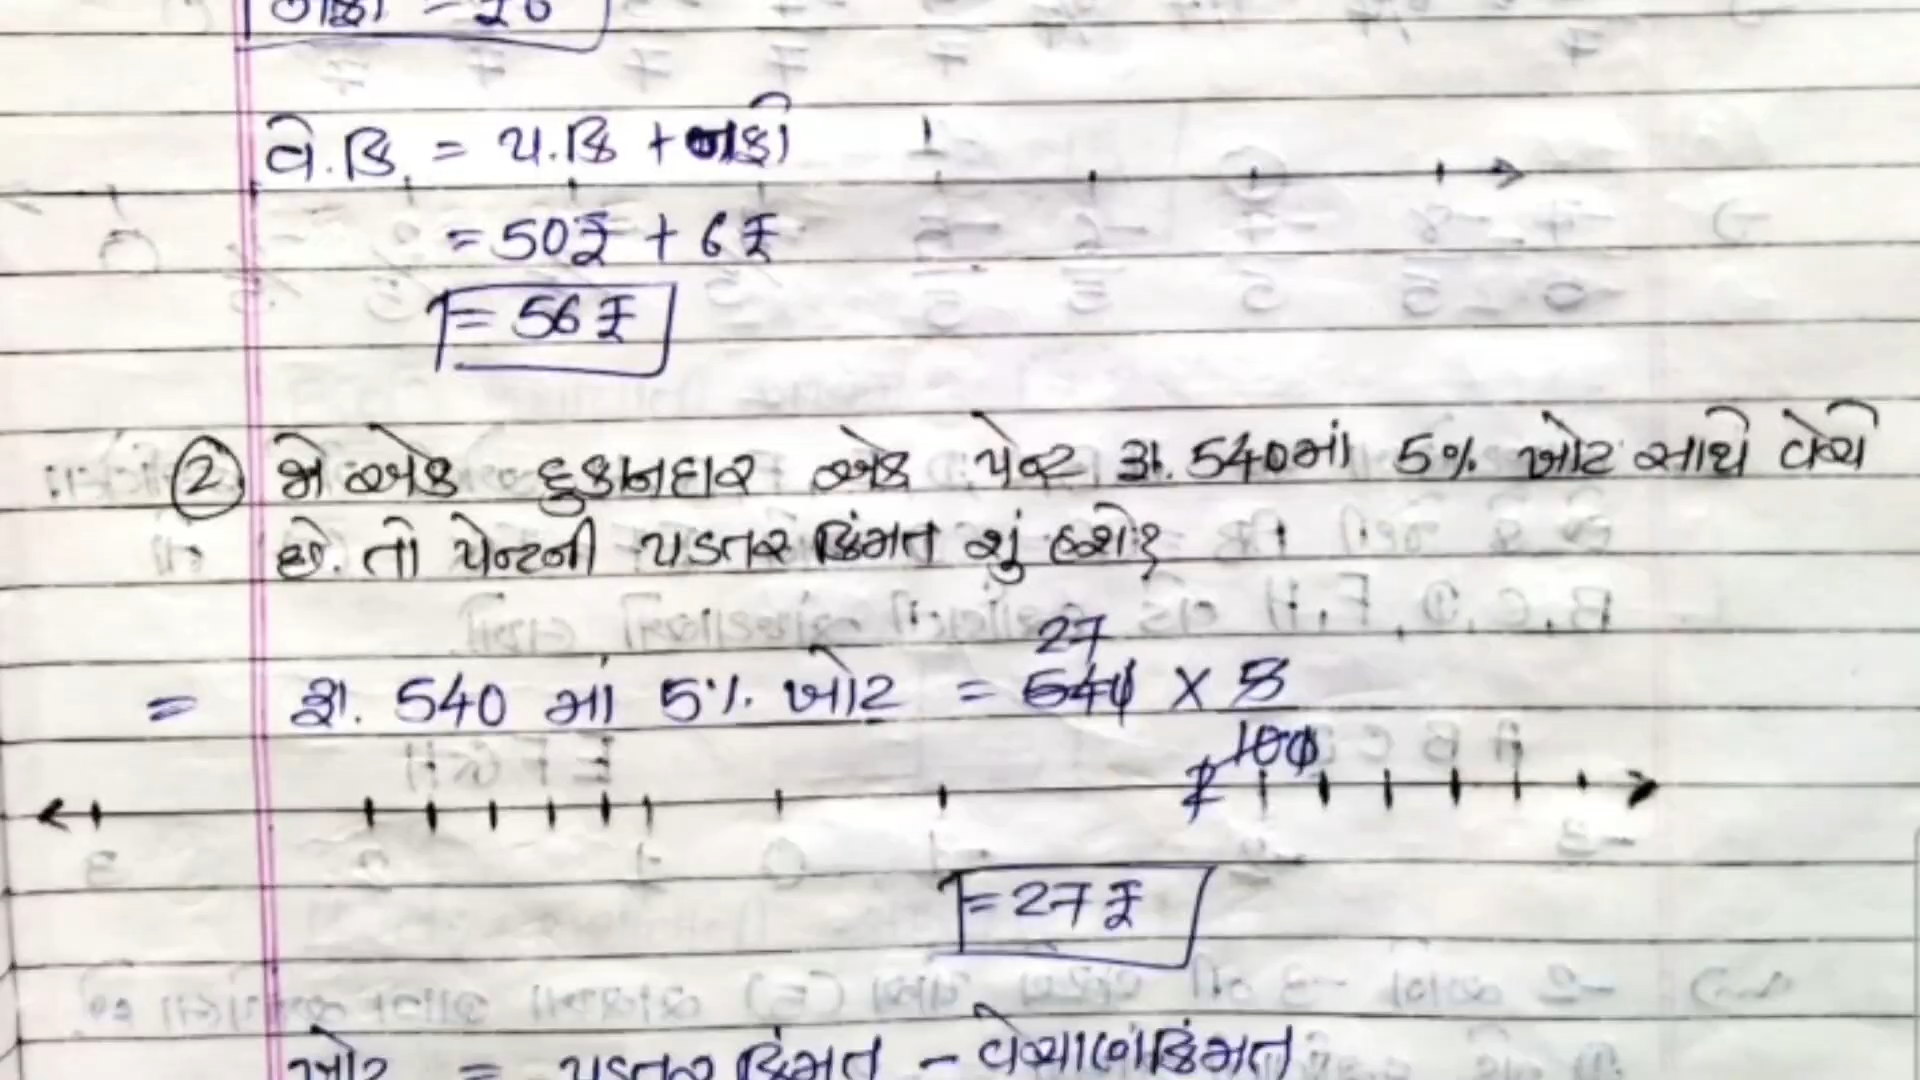 વે.કિં. = પ.કિં + નફો
= 50₹ + 6₹
= 56₹
2 જો એક દુકાનદાર એક પેન્ટ રૂા. 540માં 5% ખોટ સાથે વેચે
છે. તો પેન્ટની પડતર કિંમત શું હશે?
27
= રૂા. 540 માં 5% ખોટ = 540 × 5
100
= 27₹
ખોટ = પડતર કિંમત - વેચાણકિંમત